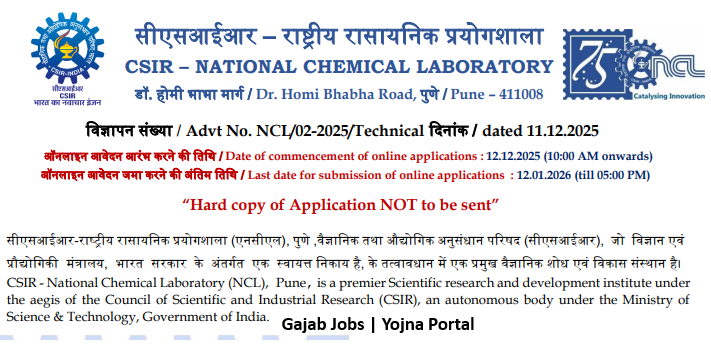 सीएसआईआर – राष्ट्रीय रासायनिक प्रयोगशाला
CSIR – NATIONAL CHEMICAL LABORATORY
डॉ. होमी भाभा मार्ग / Dr. Homi Bhabha Road, पुणे / Pune – 411008
CSIR-INDIA
सीएसआईआर
CSIR
भारत का नवाचार इंजन
75
ncl
Catalysing Innovation
विज्ञापन संख्या / Advt No. NCL/02-2025/Technical दिनांक / dated 11.12.2025
ऑनलाइन आवेदन आरंभ करने की तिथि / Date of commencement of online applications : 12.12.2025 (10:00 AM onwards)
ऑनलाइन आवेदन जमा करने की अंतिम तिथि / Last date for submission of online applications : 12.01.2026 (till 05:00 PM)
“Hard copy of Application NOT to be sent”
सीएसआईआर-राष्ट्रीय रासायनिक प्रयोगशाला (एनसीएल), पुणे ,वैज्ञानिक तथा औद्योगिक अनुसंधान परिषद (सीएसआईआर), जो विज्ञान एवं
प्रौद्योगिकी मंत्रालय, भारत सरकार के अंतर्गत एक स्वायत्त निकाय है, के तत्वावधान में एक प्रमुख वैज्ञानिक शोध एवं विकास संस्थान है।
CSIR - National Chemical Laboratory (NCL), Pune, is a premier Scientific research and development institute under
the aegis of the Council of Scientific and Industrial Research (CSIR), an autonomous body under the Ministry of
Science & Technology, Government of India.
Gajab Jobs | Yojna Portal